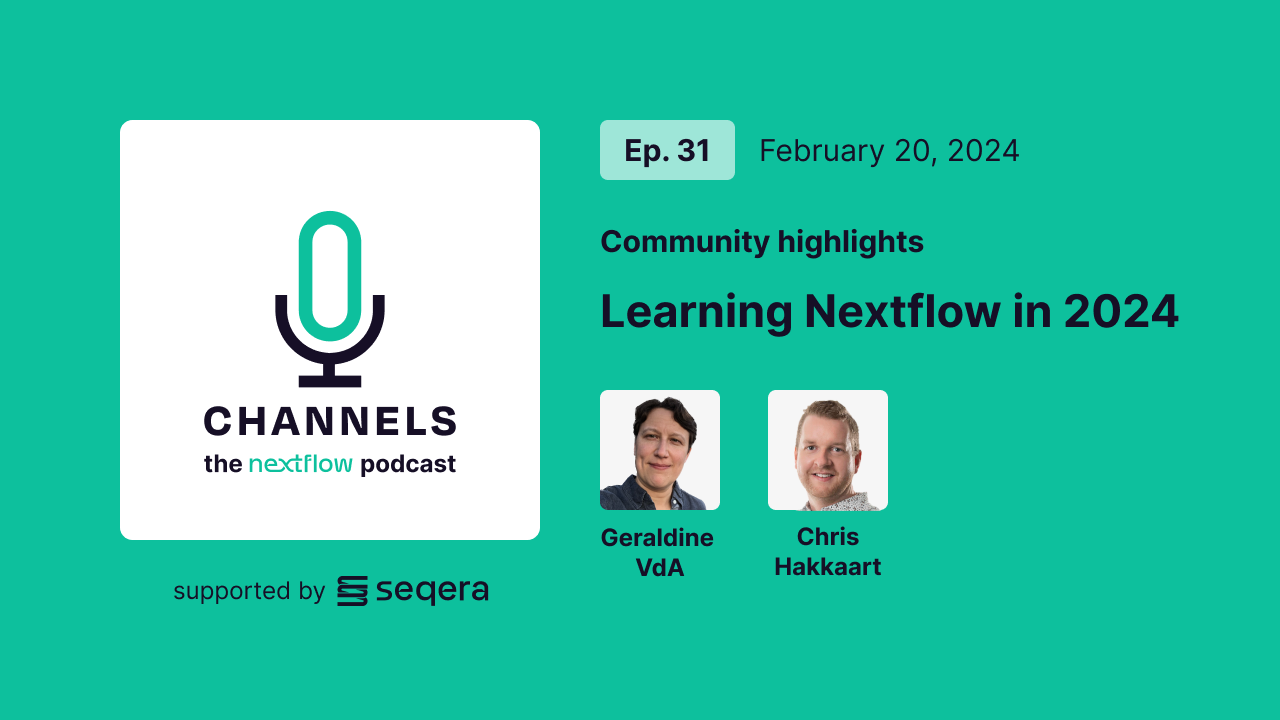 CHANNELS
the nextflow podcast
supported by seqera
Ep. 31
February 20, 2024
Community highlights
Learning Nextflow in 2024
Geraldine
VdA
Chris
Hakkaart